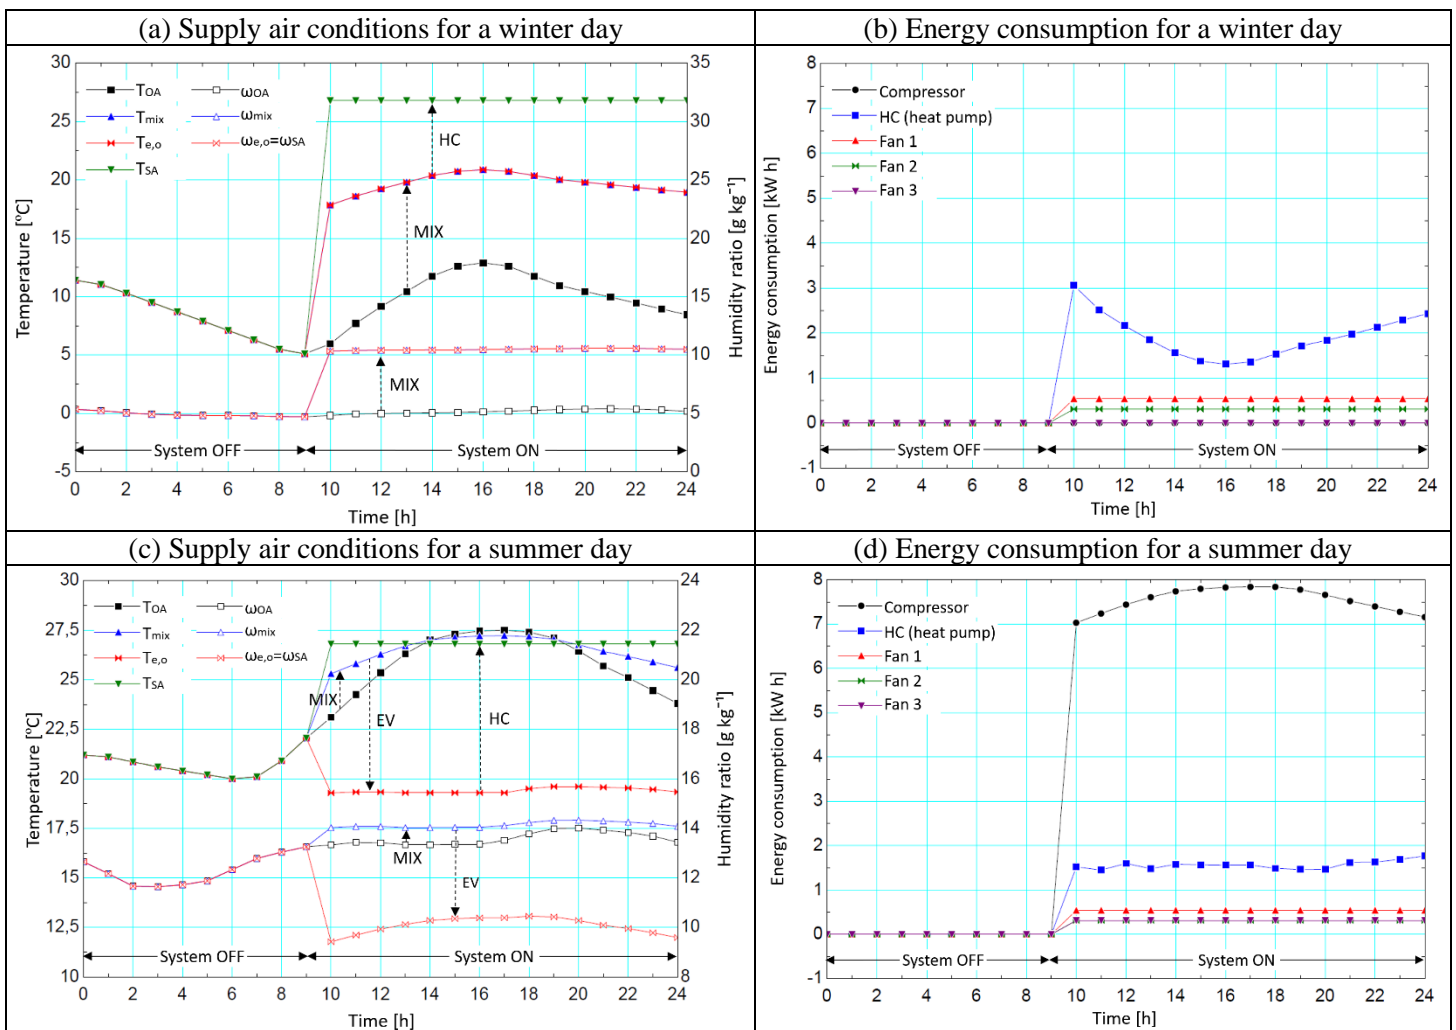 (a) Supply air conditions for a winter day
(b) Energy consumption for a winter day
30
25
20
15
10
5
0
-5
Temperature [ºC]
35
30
25
20
15
10
5
0
Humidity ratio [g kg⁻¹]
TOA
ωOA
Tmix
ωmix
Te,o
ωe,o=ωSA
TSA
HC
MIX
MIX
System OFF
System ON
0 2 4 6 8 10 12 14 16 18 20 22 24
Time [h]
8
7
6
5
4
3
2
1
0
-1
Energy consumption [kW h]
Compressor
HC (heat pump)
Fan 1
Fan 2
Fan 3
System OFF
System ON
0 2 4 6 8 10 12 14 16 18 20 22 24
Time [h]
(c) Supply air conditions for a summer day
(d) Energy consumption for a summer day
30
27.5
25
22.5
20
17.5
15
12.5
10
Temperature [ºC]
24
22
20
18
16
14
12
10
8
Humidity ratio [g kg⁻¹]
TOA
ωOA
Tmix
ωmix
Te,o
ωe,o=ωSA
TSA
MIX
EV
HC
MIX
EV
System OFF
System ON
0 2 4 6 8 10 12 14 16 18 20 22 24
Time [h]
8
7
6
5
4
3
2
1
0
-1
Energy consumption [kW h]
Compressor
HC (heat pump)
Fan 1
Fan 2
Fan 3
System OFF
System ON
0 2 4 6 8 10 12 14 16 18 20 22 24
Time [h]